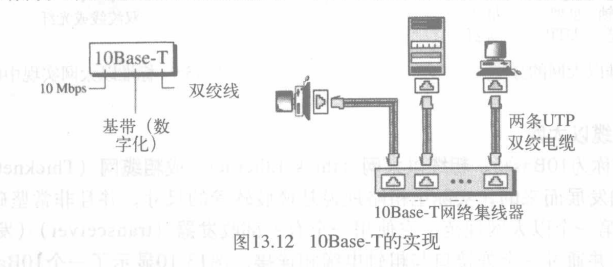 10Base-T
10 Mbps
双绞线
基带（数
字化）
两条UTP
双绞电缆
10Base-T网络集线器
图13.12 10Base-T的实现